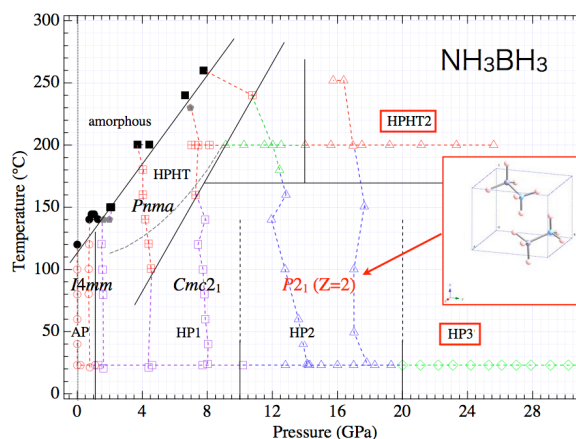 NH3BH3
300
250
200
150
100
50
0
Temperature (°C)
amorphous
HPHT
Pnma
HPHT2
I4mm
Cmc21
P21 (Z=2)
AP
HP1
HP2
HP3
0 4 8 12 16 20 24 28
Pressure (GPa)